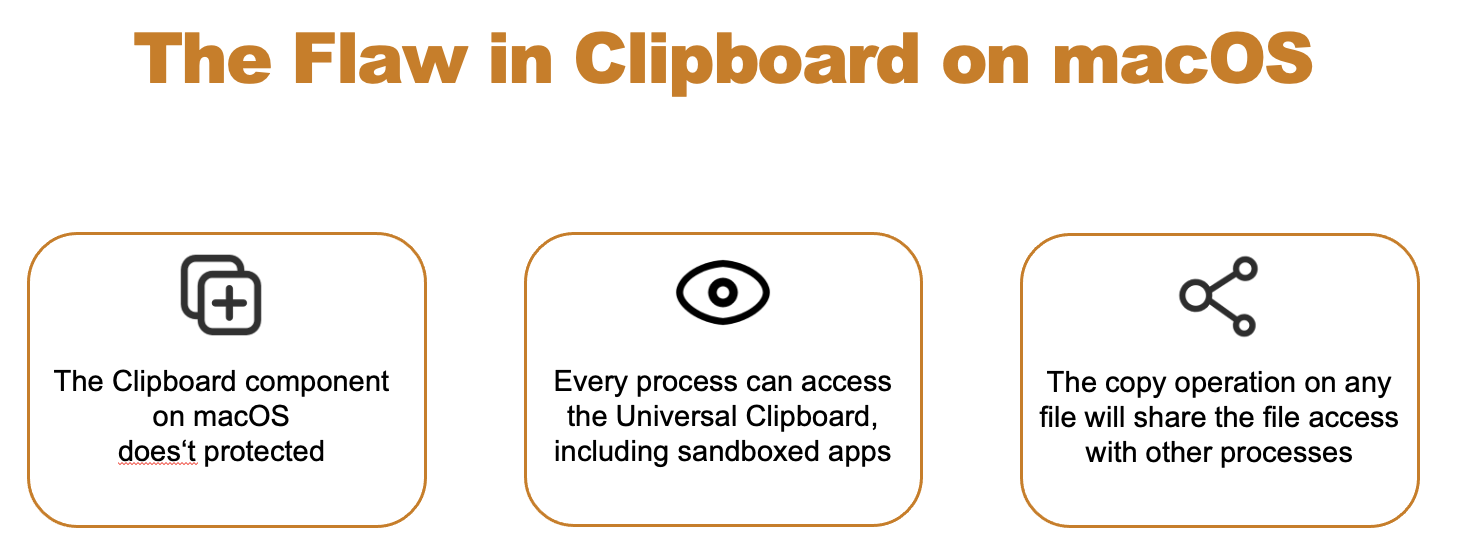 The Flaw in Clipboard on macOS
The Clipboard component
on macOS
does‘t protected
Every process can access
the Universal Clipboard,
including sandboxed apps
The copy operation on any
file will share the file access
with other processes